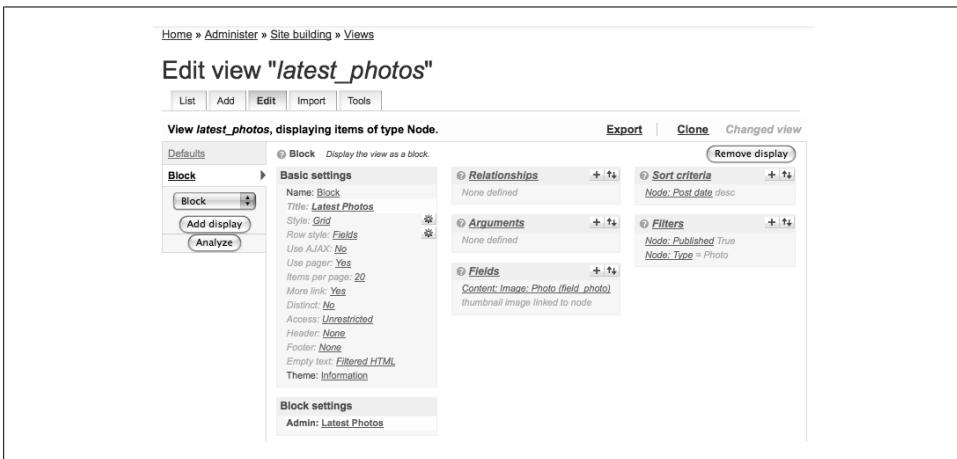 Home » Administer » Site building » Views
Edit view "latest_photos"
List Add Edit Import Tools
View latest_photos, displaying items of type Node.
Export Clone Changed view
Defaults
Block
Block
Add display
Analyze
Block Display the view as a block.
Remove display
Basic settings
Name: Block
Title: Latest Photos
Style: Grid
Row style: Fields
Use AJAX: No
Use pager: Yes
Items per page: 20
More link: Yes
Distinct: No
Access: Unrestricted
Header: None
Footer: None
Empty text: Filtered HTML
Theme: Information
Block settings
Admin: Latest Photos
Relationships
None defined
Arguments
None defined
Fields
Content: Image: Photo (field_photo)
thumbnail image linked to node
Sort criteria
Node: Post date desc
Filters
Node: Published True
Node: Type = Photo